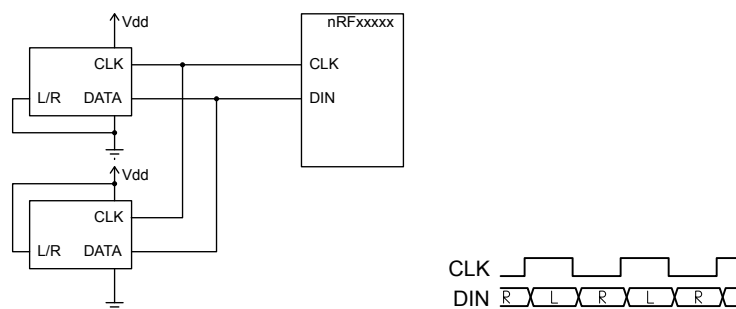 Vdd
nRFxxxxx
CLK
CLK
L/R
DATA
DIN
Vdd
CLK
L/R
DATA
CLK
DIN
R L R L R